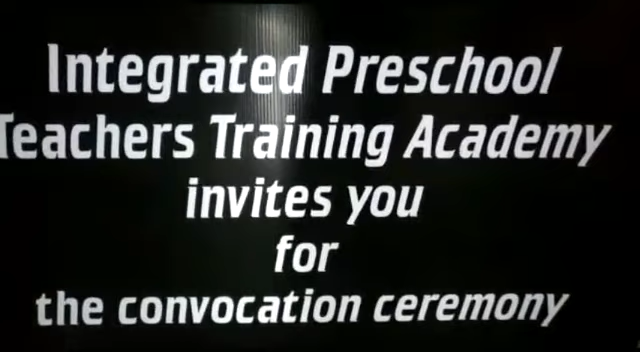 Integrated Preschool
Teachers Training Academy
invites you
for
the convocation ceremony